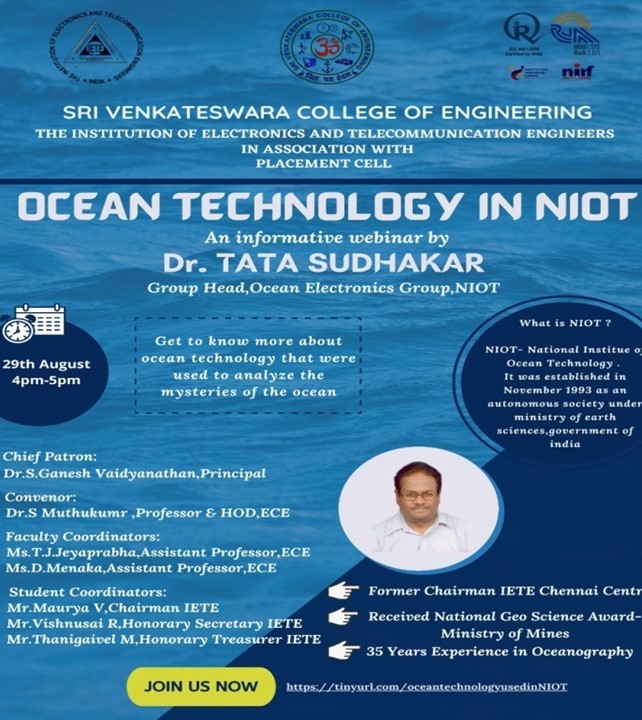 nirf
SRI VENKATESWARA COLLEGE OF ENGINEERING
THE INSTITUTION OF ELECTRONICS AND TELECOMMUNICATION ENGINEERS
IN ASSOCIATION WITH
PLACEMENT CELL
OCEAN TECHNOLOGY IN NIOT
An informative webinar by
Dr. TATA SUDHAKAR
Group Head,Ocean Electronics Group,NIOT
29th August
4pm-5pm
Get to know more about
ocean technology that were
used to analyze the
mysteries of the ocean
What is NIOT ?
NIOT- National Institue of
Ocean Technology .
It was established in
November 1993 as an
autonomous society under
ministry of earth
sciences,government of
india
Chief Patron:
Dr.S.Ganesh Vaidyanathan,Principal
Convenor:
Dr.S Muthukumr ,Professor & HOD,ECE
Faculty Coordinators:
Ms.T.J.Jeyaprabha,Assistant Professor,ECE
Ms.D.Menaka,Assistant Professor,ECE
Student Coordinators:
Mr.Maurya V,Chairman IETE
Mr.Vishnusai R,Honorary Secretary IETE
Mr.Thanigaivel M,Honorary Treasurer IETE
Former Chairman IETE Chennai Centr
Received National Geo Science Award-
Ministry of Mines
35 Years Experience in Oceanography
JOIN US NOW
https://tinyurl.com/oceantechnologyusedinNIOT